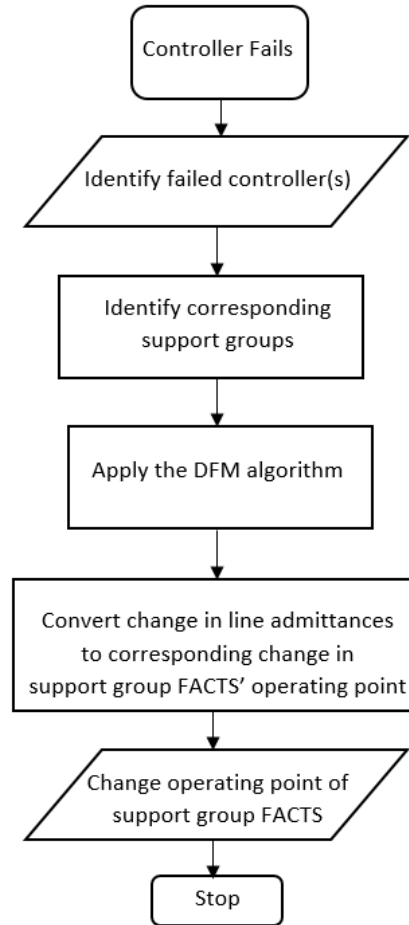 Controller Fails
Identify failed controller(s)
Identify corresponding
support groups
Apply the DFM algorithm
Convert change in line admittances
to corresponding change in
support group FACTS’ operating point
Change operating point of
support group FACTS
Stop